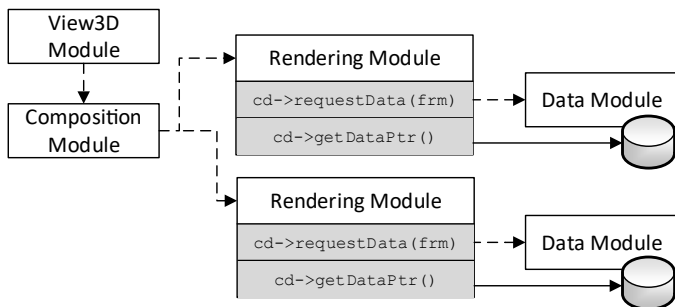 View3D
Module
Composition
Module
Rendering Module
cd->requestData(frm)
cd->getDataPtr()
Data Module
Rendering Module
cd->requestData(frm)
cd->getDataPtr()
Data Module